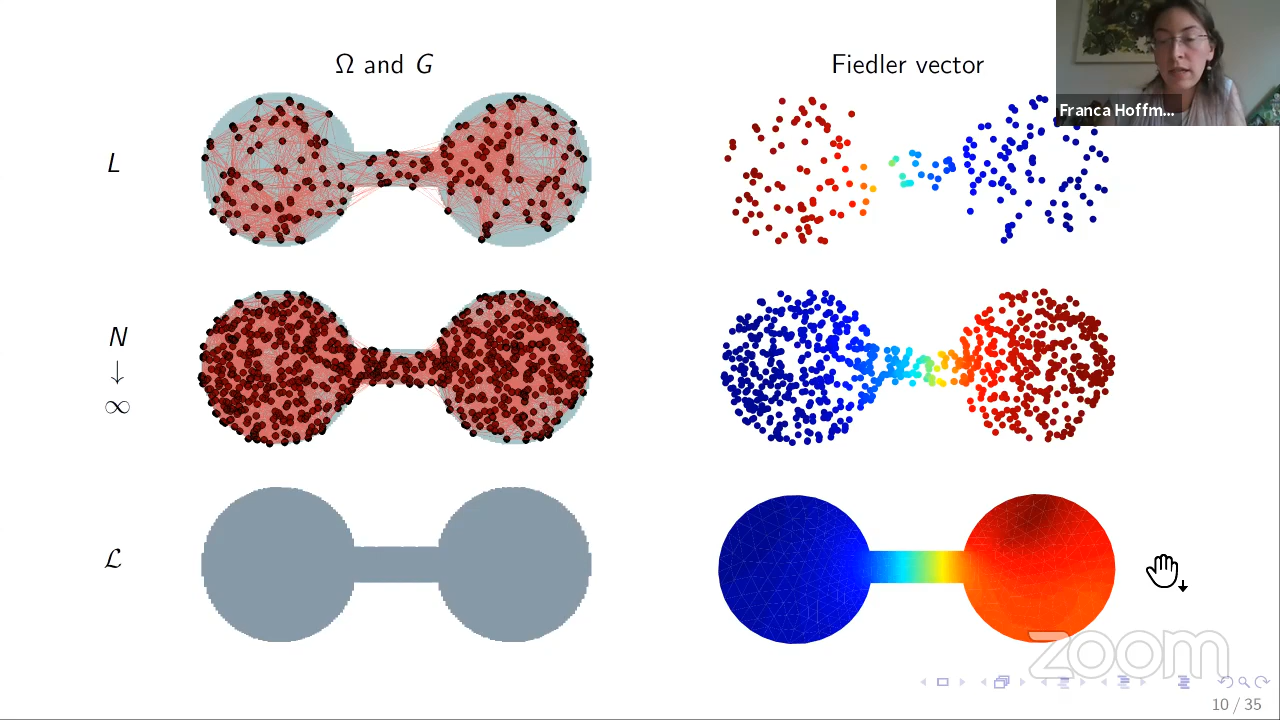 Ω and G
Fiedler vector
Franca Hoffm...
L
N
↓
∞
ℒ
zoom
10 / 35